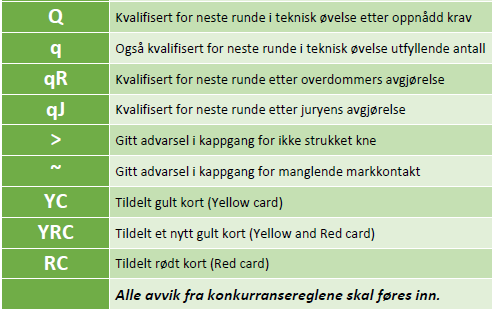 Q Kvalifisert for neste runde i teknisk øvelse etter oppnådd krav
q Også kvalifisert for neste runde i teknisk øvelse utfyllende antall
qR Kvalifisert for neste runde etter overdommers avgjørelse
qJ Kvalifisert for neste runde etter juryens avgjørelse
> Gitt advarsel i kappgang for ikke strukket kne
~ Gitt advarsel i kappgang for manglende markkontakt
YC Tildelt gult kort (Yellow card)
YRC Tildelt et nytt gult kort (Yellow and Red card)
RC Tildelt rødt kort (Red card)
Alle avvik fra konkurransereglene skal føres inn.